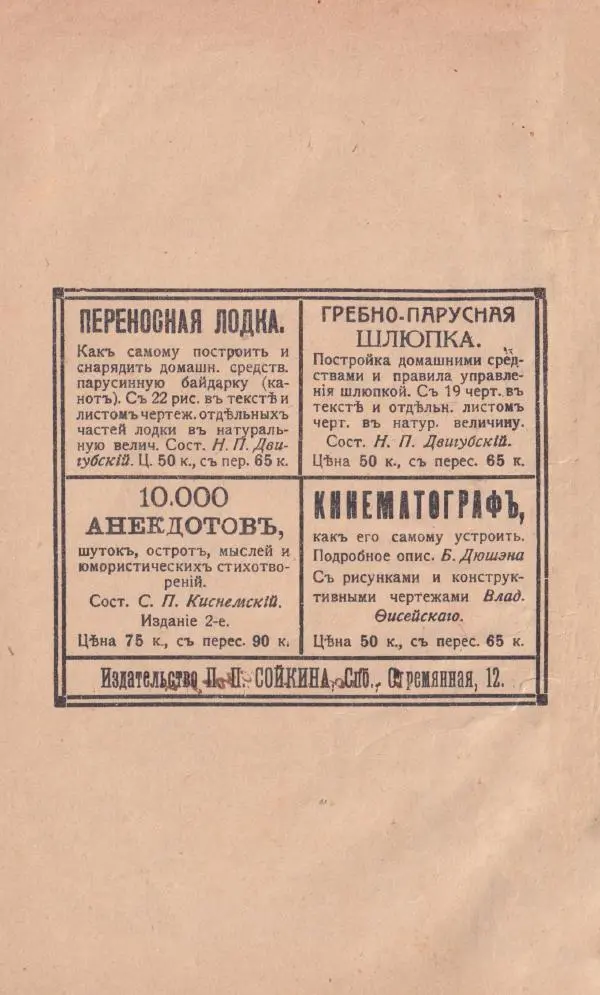 ПЕРЕНОСНАЯ ЛОДКА.
Какъ самому построить и
снарядить домашн. средств.
парусинную байдарку (ка-
нотъ). Съ 22 рис. въ текстѣ и
листомъ чертеж. отдѣльныхъ
частей лодки въ натураль-
ную велич. Сост. Н. П. Дви-
губскій. Ц. 50 к., съ пер. 65 к.
ГРЕБНО-ПАРУСНАЯ
ШЛЮПКА.
Постройка домашними сред-
ствами и правила управле-
нія шлюпкой. Съ 19 черт. въ
текстѣ и отдѣльн. листомъ
черт. въ натур. величину.
Сост. Н. П. Двигубскій.
Цѣна 50 к., съ перес. 65 к.
10.000
АНЕКДОТОВЪ,
шутокъ, остротъ, мыслей и
юмористическихъ стихотво-
реній.
Сост. С. П. Киснемскій.
Изданіе 2-е.
Цѣна 75 к., съ перес. 90 к.
КИНЕМАТОГРАФЪ,
какъ его самому устроить.
Подробное опис. Б. Дюшэна
Съ рисунками и конструк-
тивными чертежами Влад.
Ѳисейскаго.
Цѣна 50 к., съ перес. 65 к.
Издательство П. П. СОЙКИНА, Спб., Стремянная, 12.